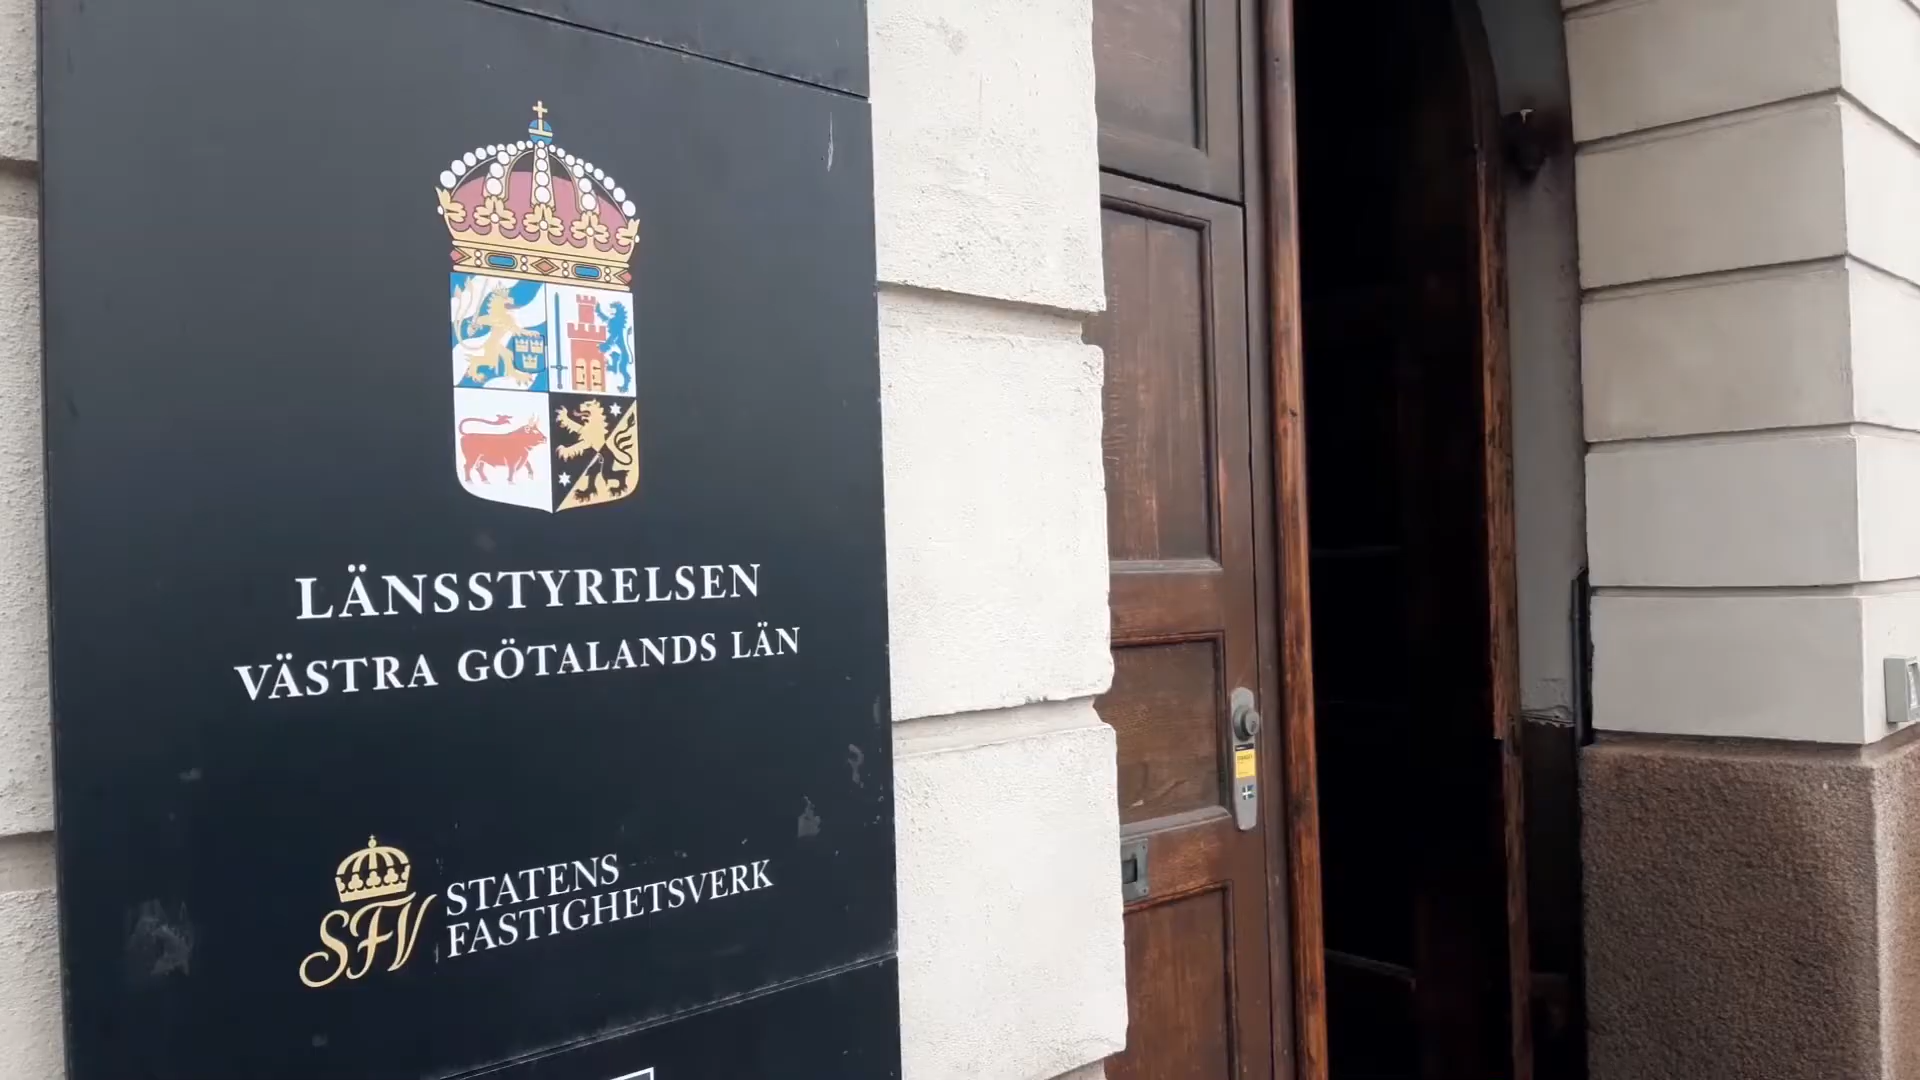 LÄNSSTYRELSEN
VÄSTRA GÖTALANDS LÄN
SFV
STATENS
FASTIGHETSVERK